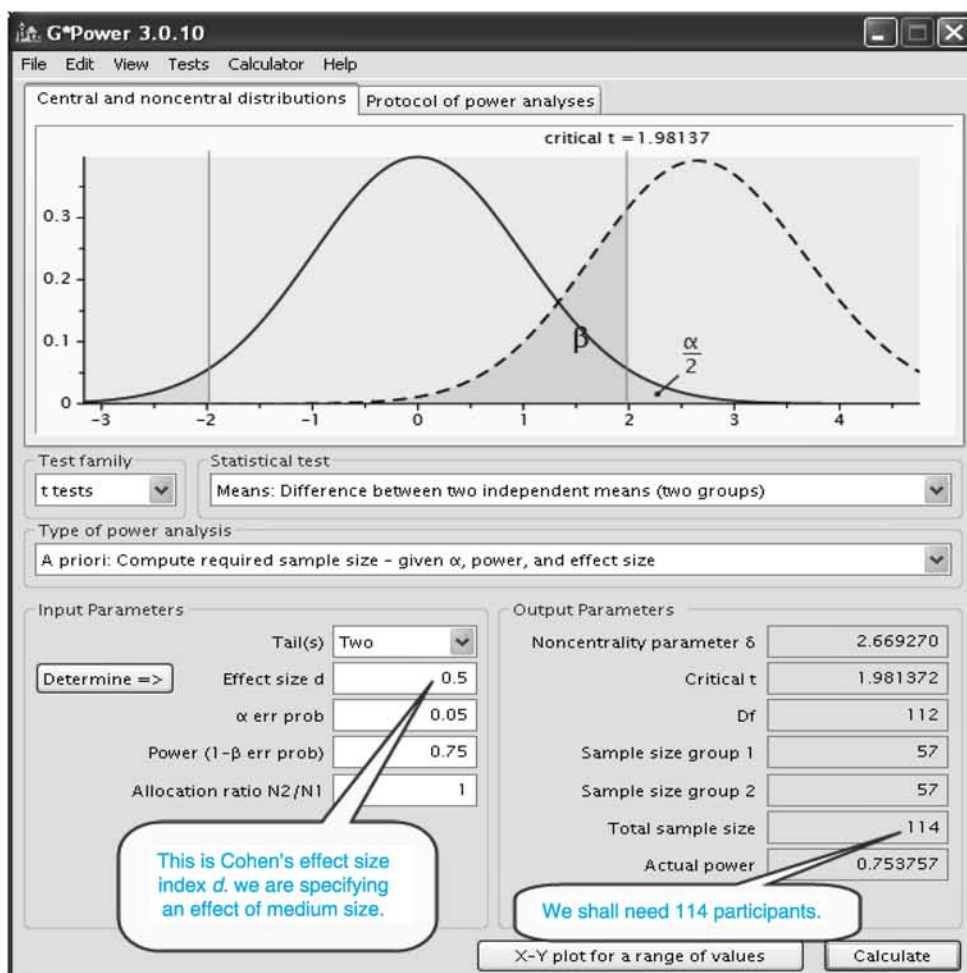 G*Power 3.0.10
File Edit View Tests Calculator Help
Central and noncentral distributions Protocol of power analyses
critical t = 1.98137
0.3
0.2
0.1
0
β
α
2
-3 -2 -1 0 1 2 3 4
Test family Statistical test
t tests Means: Difference between two independent means (two groups)
Type of power analysis
A priori: Compute required sample size – given α, power, and effect size
Input Parameters
Tail(s) Two
Determine => Effect size d 0.5
α err prob 0.05
Power (1-β err prob) 0.75
Allocation ratio N2/N1 1
This is Cohen's effect size
index d. we are specifying
an effect of medium size.
Output Parameters
Noncentrality parameter δ 2.669270
Critical t 1.981372
Df 112
Sample size group 1 57
Sample size group 2 57
Total sample size 114
Actual power 0.753757
We shall need 114 participants.
X-Y plot for a range of values Calculate